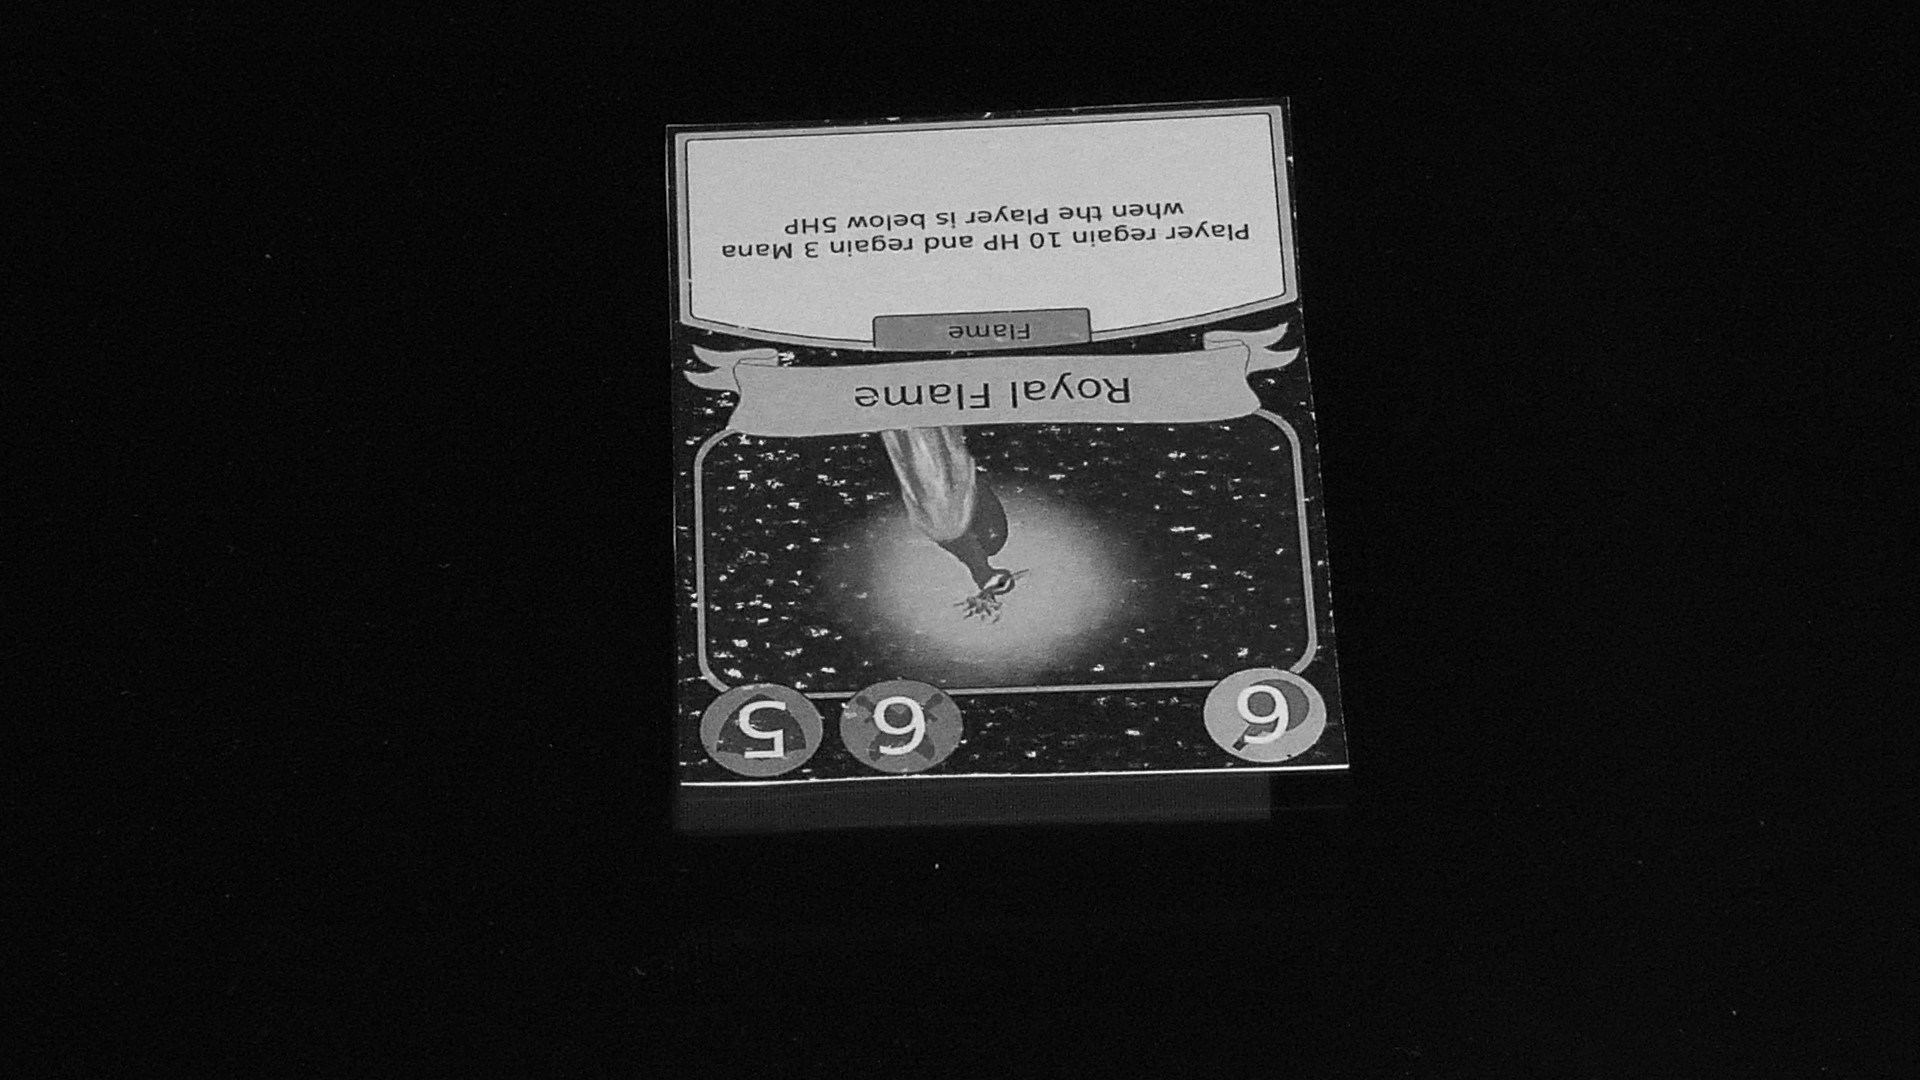 6
6
5
Royal Flame
Flame
Player regain 10 HP and regain 3 Mana
when the Player is below 5HP